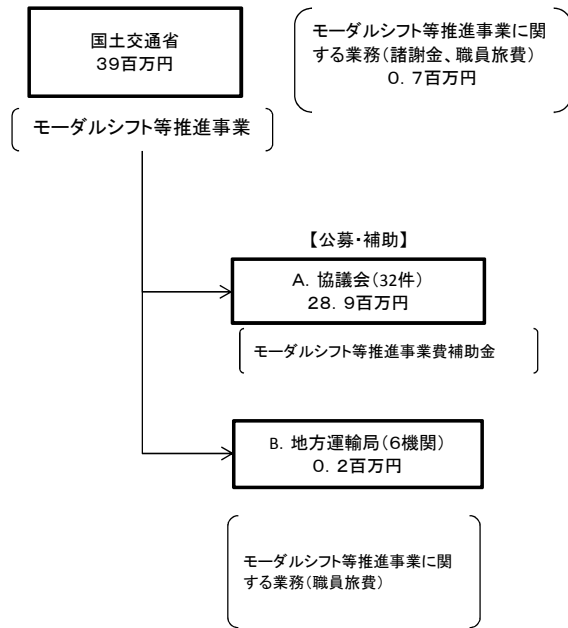 国土交通省
39百万円
モーダルシフト等推進事業に関
する業務(諸謝金、職員旅費)
0．7百万円
モーダルシフト等推進事業
【公募・補助】
A．協議会(32件)
28．9百万円
モーダルシフト等推進事業費補助金
B．地方運輸局(6機関)
0．2百万円
モーダルシフト等推進事業に関
する業務(職員旅費)